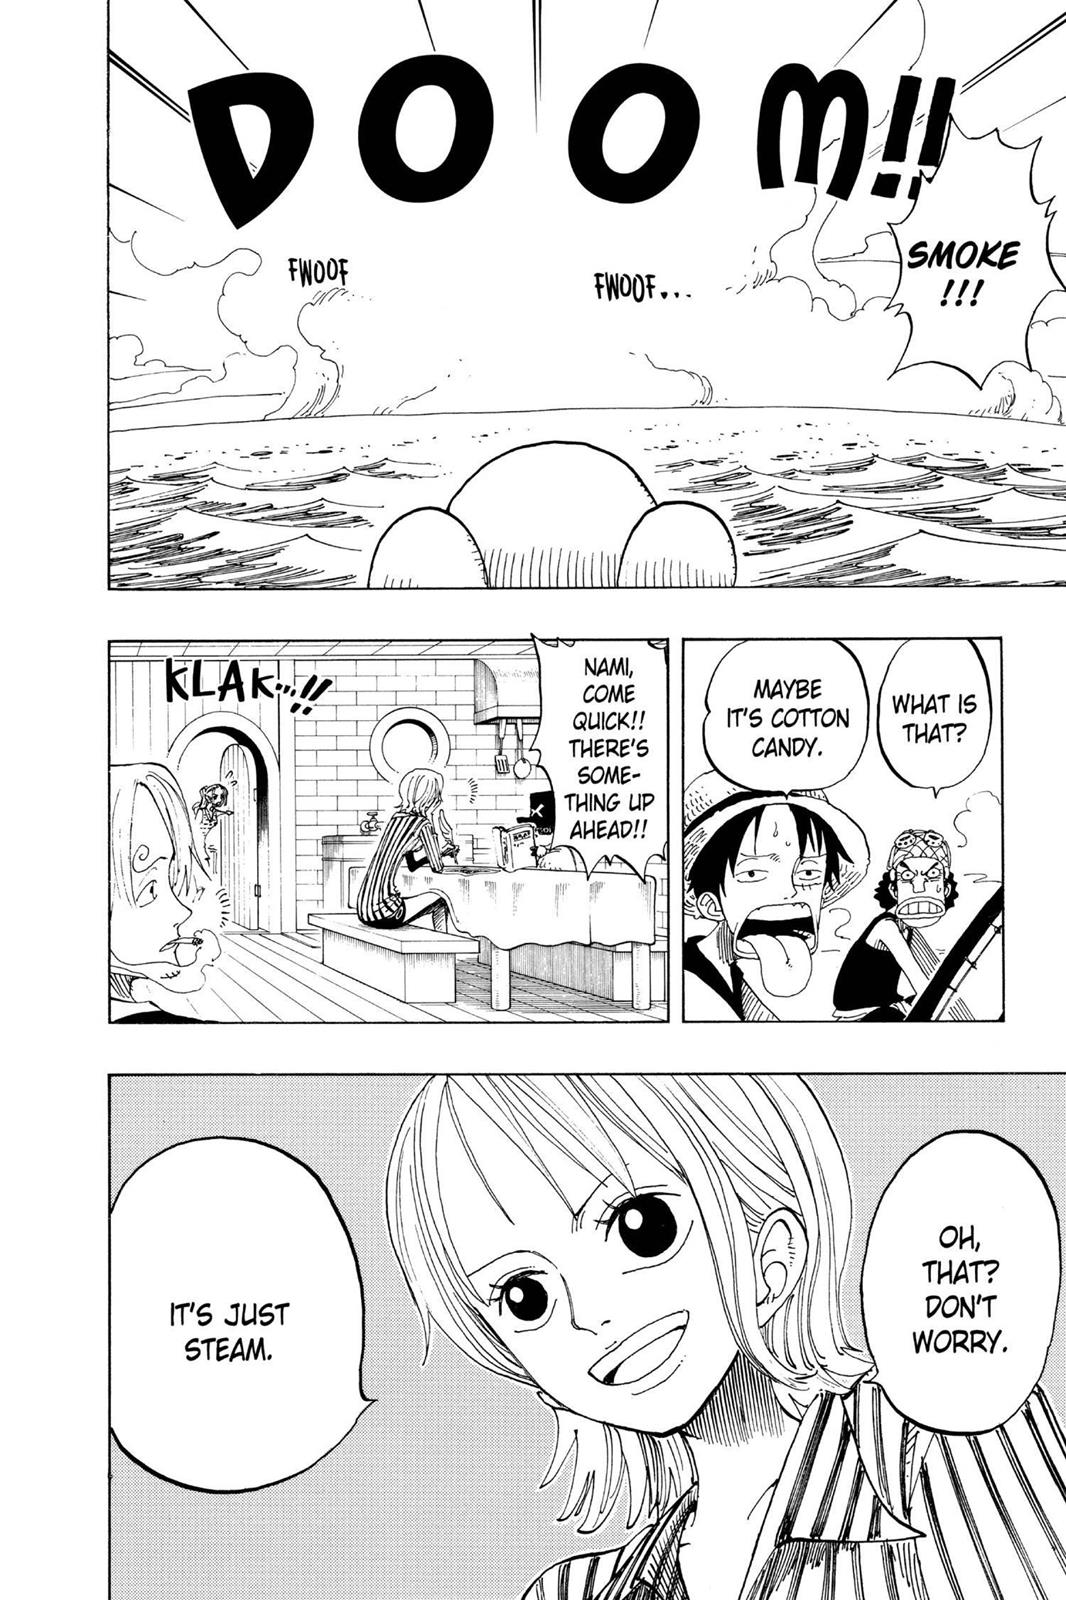 DOOM!!
SMOKE
!!!
FWOOF...
FWOOF
WHAT IS
THAT?
MAYBE
IT'S COTTON
CANDY.
NAMI,
COME
QUICK!!
THERE'S
SOME-
THING UP
AHEAD!!
KLAK...!!
OH,
THAT?
DON'T
WORRY.
IT'S JUST
STEAM.